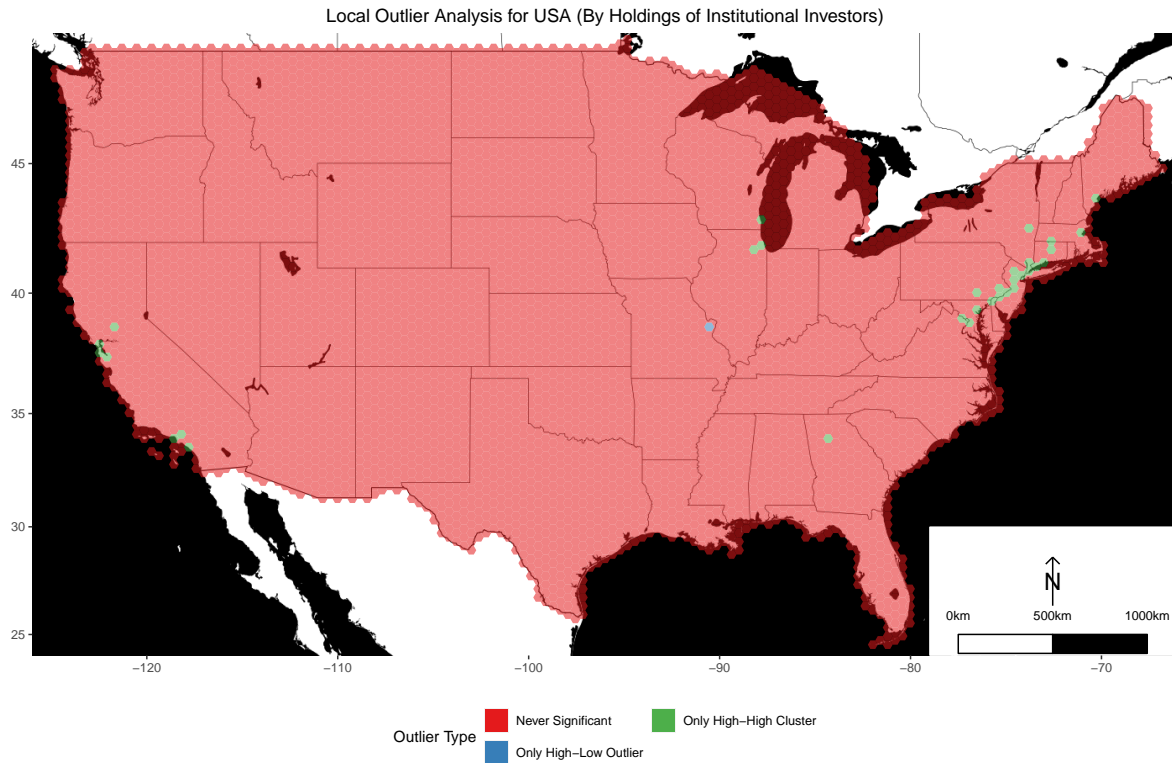 Local Outlier Analysis for USA (By Holdings of Institutional Investors)
45
40
35
30
25
N
0km 500km 1000km
−120 −110 −100 −90 −80 −70
Outlier Type
Never Significant
Only High−High Cluster
Only High−Low Outlier